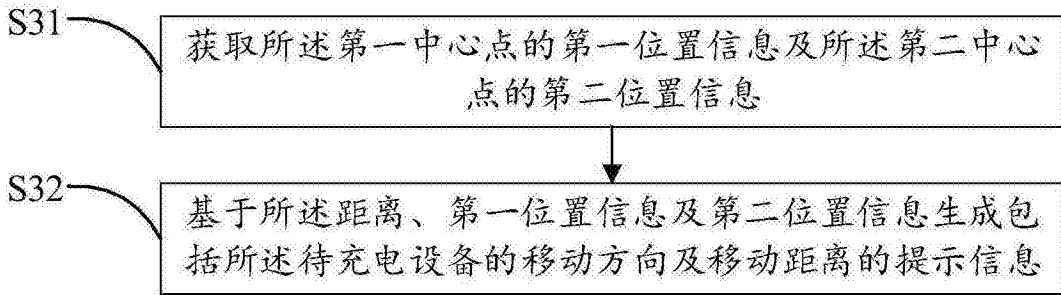 S31
获取所述第一中心点的第一位置信息及所述第二中心
点的第二位置信息
S32
基于所述距离、第一位置信息及第二位置信息生成包
括所述待充电设备的移动方向及移动距离的提示信息